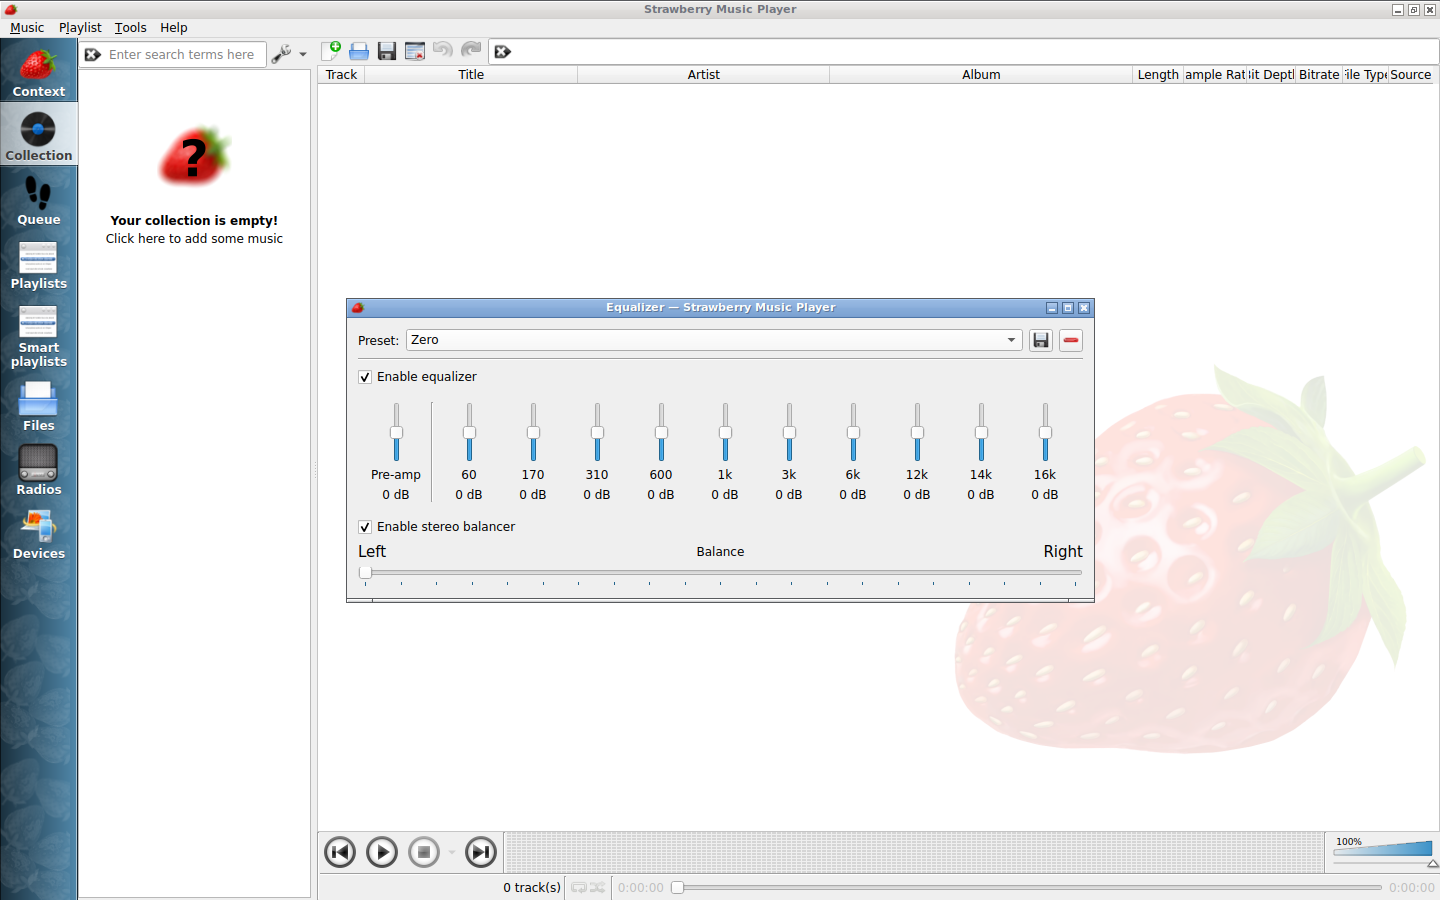 Strawberry Music Player
Music Playlist Tools Help
Enter search terms here
Context
Collection
Queue
Playlists
Smart
playlists
Files
Radios
Devices
?
Your collection is empty!
Click here to add some music
Track Title Artist Album Length ample Rat Bitrate Source
Equalizer — Strawberry Music Player
Preset: Zero
Enable equalizer
Pre-amp 60 170 310 600 1k 3k 6k 12k 14k 16k
0 dB 0 dB 0 dB 0 dB 0 dB 0 dB 0 dB 0 dB 0 dB 0 dB 0 dB
Enable stereo balancer
Left Balance Right
100%
0 track(s) 0:00:00 0:00:00